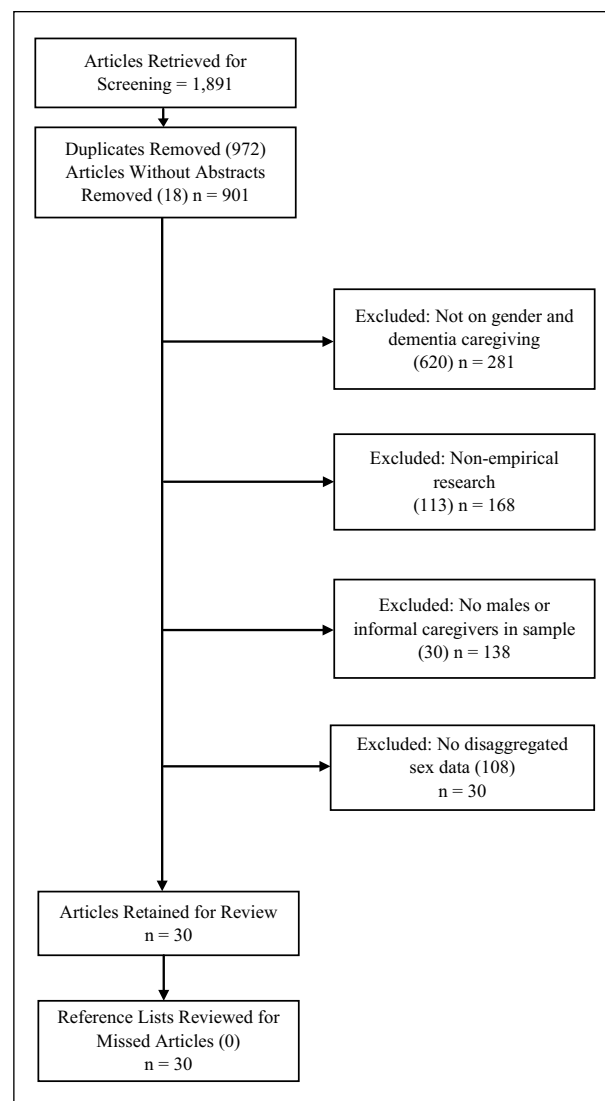 Articles Retrieved for
Screening = 1,891
Duplicates Removed (972)
Articles Without Abstracts
Removed (18) n = 901
Excluded: Not on gender and
dementia caregiving
(620) n = 281
Excluded: Non-empirical
research
(113) n = 168
Excluded: No males or
informal caregivers in sample
(30) n = 138
Excluded: No disaggregated
sex data (108)
n = 30
Articles Retained for Review
n = 30
Reference Lists Reviewed for
Missed Articles (0)
n = 30